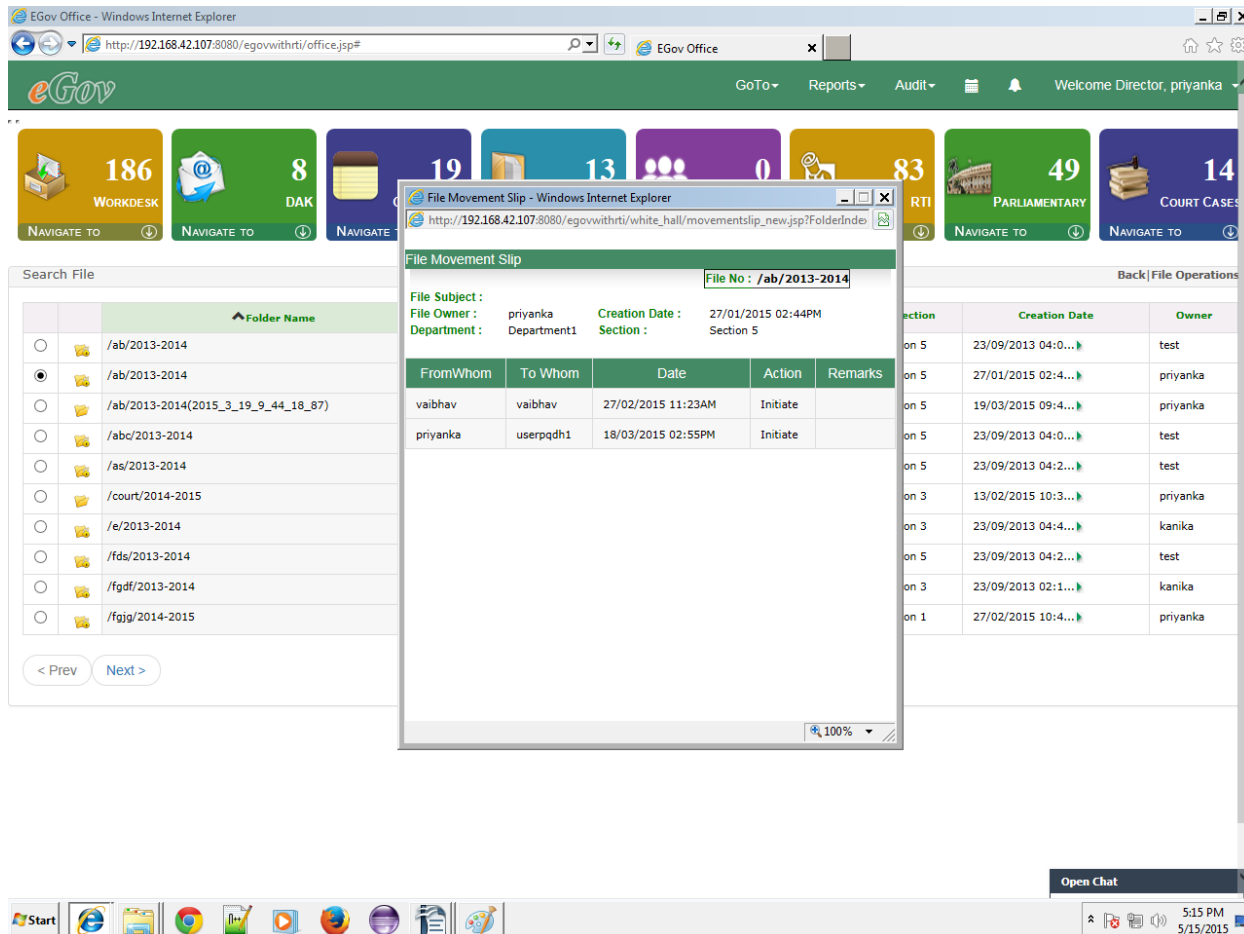 EGov Office - Windows Internet Explorer
http://192.168.42.107:8080/egovwithrti/office.jsp#
EGov Office
eGov
GoTo Reports Audit Welcome Director, priyanka
186 WORKDESK
NAVIGATE TO
8 DAK
NAVIGATE TO
19
NAVIGATE
13
0
83 RTI
49 PARLIAMENTARY
NAVIGATE TO
14 COURT CASES
NAVIGATE TO
Search File
Back|File Operations
Folder Name
ection Creation Date Owner
/ab/2013-2014 on 5 23/09/2013 04:0... test
/ab/2013-2014 on 5 27/01/2015 02:4... priyanka
/ab/2013-2014(2015_3_19_9_44_18_87) on 5 19/03/2015 09:4... priyanka
/abc/2013-2014 on 5 23/09/2013 04:0... test
/as/2013-2014 on 5 23/09/2013 04:2... test
/court/2014-2015 on 3 13/02/2015 10:3... priyanka
/e/2013-2014 on 3 23/09/2013 04:4... kanika
/fds/2013-2014 on 5 23/09/2013 04:2... test
/fgdf/2013-2014 on 3 23/09/2013 02:1... kanika
/fgjg/2014-2015 on 1 27/02/2015 10:4... priyanka
< Prev Next >
File Movement Slip - Windows Internet Explorer
http://192.168.42.107:8080/egovwithrti/white_hall/movementslip_new.jsp?FolderInde
File Movement Slip
File No : /ab/2013-2014
File Subject :
File Owner : priyanka Creation Date : 27/01/2015 02:44PM
Department : Department1 Section : Section 5
FromWhom To Whom Date Action Remarks
vaibhav vaibhav 27/02/2015 11:23AM Initiate
priyanka userpqdh1 18/03/2015 02:55PM Initiate
100%
Open Chat
Start
5:15 PM
5/15/2015